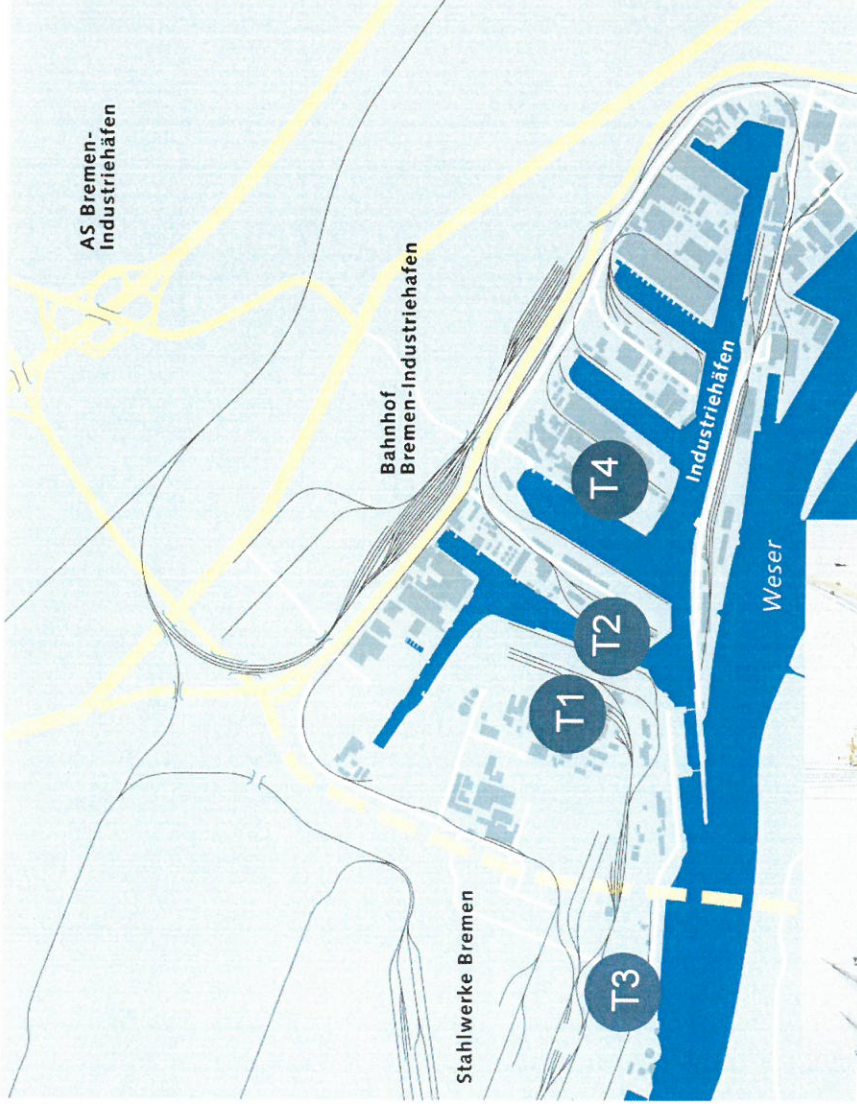 AS Bremen-
Industriehäfen
Bahnhof
Bremen-Industriehafen
Stahlwerke Bremen
T1
T2
T3
T4
Industriehäfen
Weser